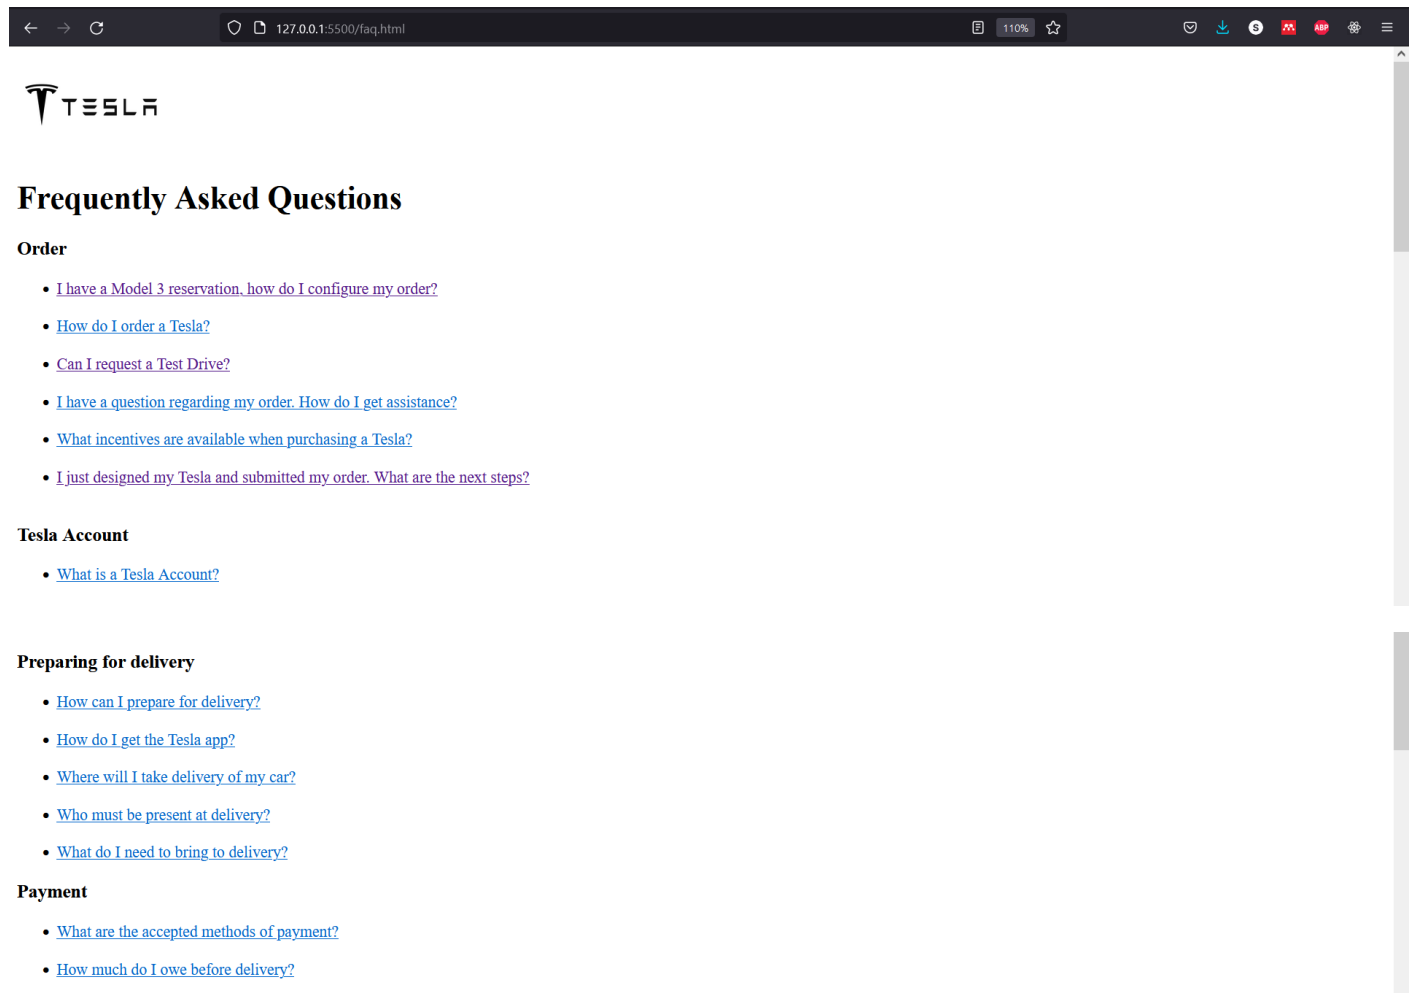 127.0.0.1:5500/faq.html
110%
S
ABP
TESLA
Frequently Asked Questions
Order
I have a Model 3 reservation, how do I configure my order?
How do I order a Tesla?
Can I request a Test Drive?
I have a question regarding my order. How do I get assistance?
What incentives are available when purchasing a Tesla?
I just designed my Tesla and submitted my order. What are the next steps?
Tesla Account
What is a Tesla Account?
Preparing for delivery
How can I prepare for delivery?
How do I get the Tesla app?
Where will I take delivery of my car?
Who must be present at delivery?
What do I need to bring to delivery?
Payment
What are the accepted methods of payment?
How much do I owe before delivery?